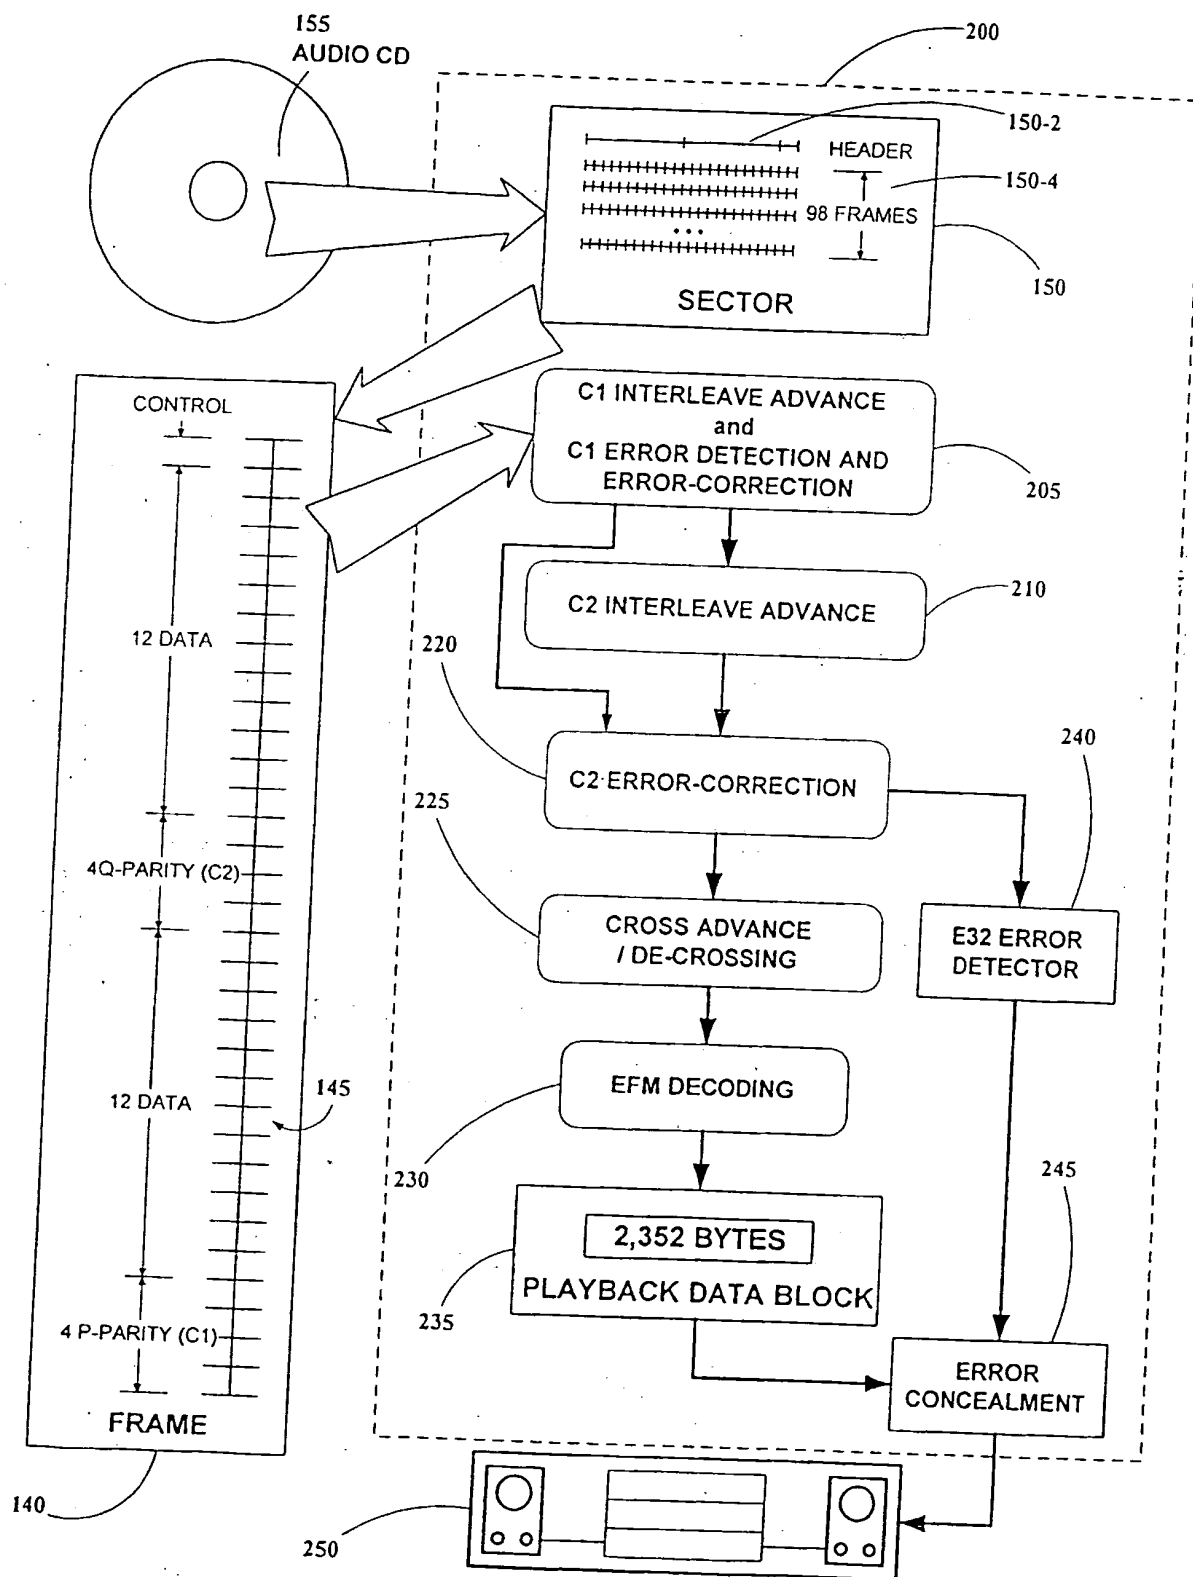 155
AUDIO CD
200
150-2
HEADER
150-4
98 FRAMES
...
SECTOR
150
CONTROL
12 DATA
4Q-PARITY (C2)
12 DATA
145
4 P-PARITY (C1)
FRAME
140
C1 INTERLEAVE ADVANCE
and
C1 ERROR DETECTION AND
ERROR-CORRECTION
205
C2 INTERLEAVE ADVANCE
210
220
C2 ERROR-CORRECTION
240
225
CROSS ADVANCE
/ DE-CROSSING
E32 ERROR
DETECTOR
EFM DECODING
230
245
2,352 BYTES
PLAYBACK DATA BLOCK
235
ERROR
CONCEALMENT
250